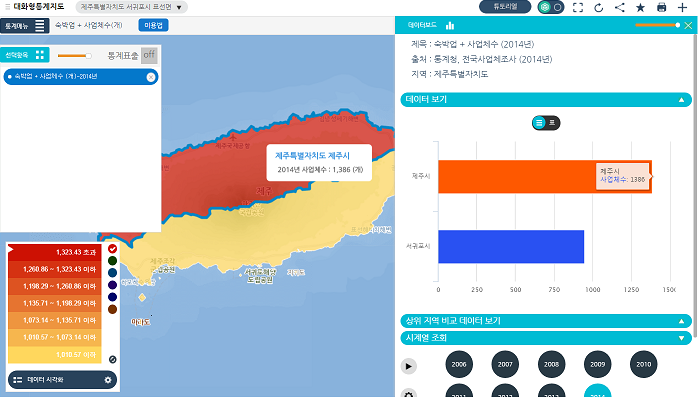 대화형통계지도
제주특별자치도 서귀포시 표선면
튜토리얼
통계메뉴
숙박업 + 사업체수(개)
이용법
데이터보드
선택항목
통계표출
off
숙박업 + 사업체수 (개)-2014년
제목 : 숙박업 + 사업체수 (2014년)
출처 : 통계청, 전국사업체조사 (2014년)
지역 : 제주특별자치도
데이터 보기
표
제주특별자치도 제주시
2014년 사업체수 : 1,386 (개)
제주
제주시
제주시
사업체수: 1386
서귀포시
0
250
500
750
1000
1250
1500
마라도
1,323.43 초과
1,260.86 ~ 1,323.43 이하
1,198.29 ~ 1,260.86 이하
1,135.71 ~ 1,198.29 이하
1,073.14 ~ 1,135.71 이하
1,010.57 ~ 1,073.14 이하
1,010.57 이하
데이터 시각화
상위 지역 비교 데이터 보기
시계열 조회
2006
2007
2008
2009
2010
2011
2012
2013
2014